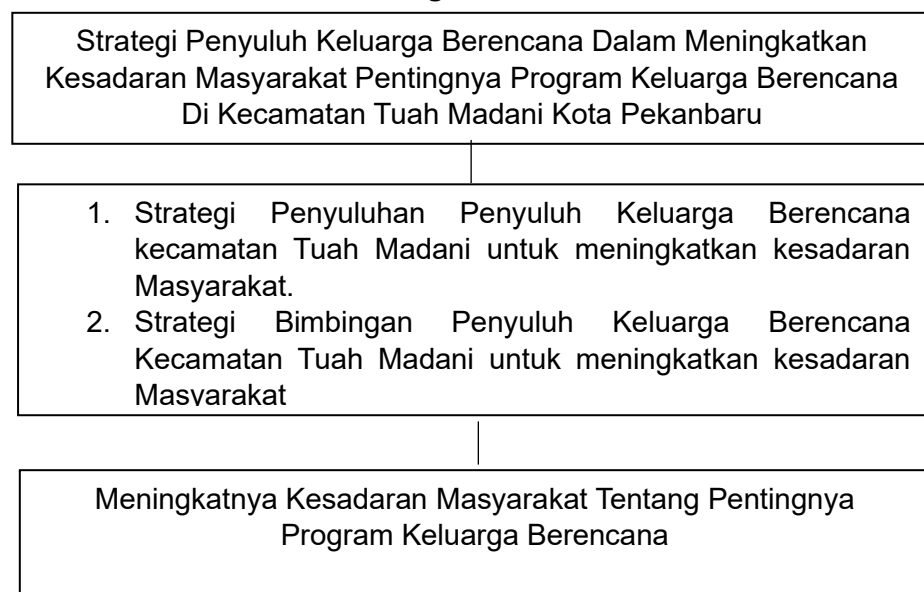 Strategi Penyuluh Keluarga Berencana Dalam Meningkatkan
Kesadaran Masyarakat Pentingnya Program Keluarga Berencana
Di Kecamatan Tuah Madani Kota Pekanbaru
1. Strategi Penyuluhan Penyuluh Keluarga Berencana
kecamatan Tuah Madani untuk meningkatkan kesadaran
Masyarakat.
2. Strategi Bimbingan Penyuluh Keluarga Berencana
Kecamatan Tuah Madani untuk meningkatkan kesadaran
Masyarakat
Meningkatnya Kesadaran Masyarakat Tentang Pentingnya
Program Keluarga Berencana